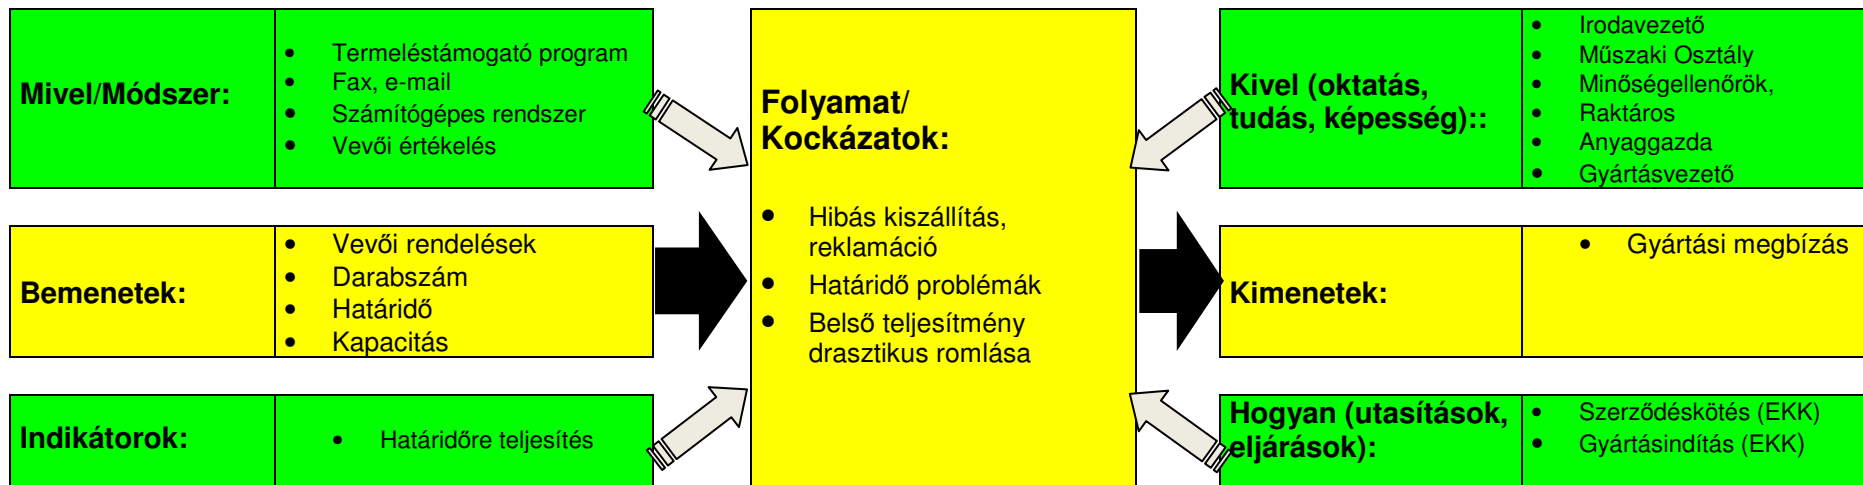 Mivel/Módszer:
• Termeléstámogató program
• Fax, e-mail
• Számítógépes rendszer
• Vevői értékelés
Bemenetek:
• Vevői rendelések
• Darabszám
• Határidő
• Kapacitás
Indikátorok:
• Határidőre teljesítés
Folyamat/
Kockázatok:
• Hibás kiszállítás,
reklamáció
• Határidő problémák
• Belső teljesítmény
drasztikus romlása
Kivel (oktatás,
tudás, képesség)::
• Irodavezető
• Műszaki Osztály
• Minőségellenőrök,
• Raktáros
• Anyaggazda
• Gyártásvezető
Kimenetek:
• Gyártási megbízás
Hogyan (utasítások,
eljárások):
• Szerződéskötés (EKK)
• Gyártásindítás (EKK)